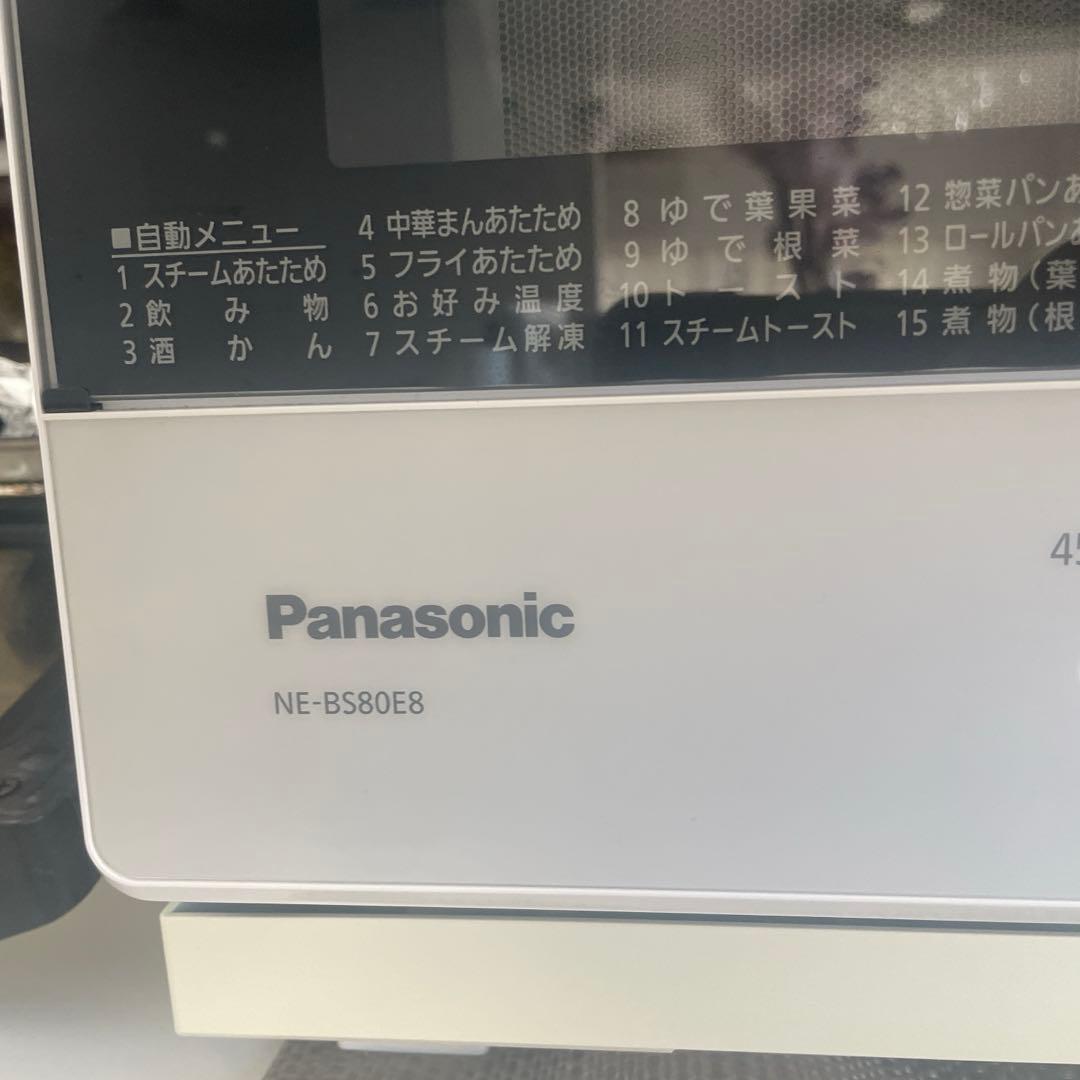 ■自動メニュー
1 スチームあたため
2 飲み物
3 酒かん
4 中華まんあたため
5 フライあたため
6 お好み温度
7 スチーム解凍
8 ゆで葉果菜
9 ゆで根菜
10 トースト
11 スチームトースト
12 惣菜パンあ
13 ロールパンあ
14 煮物(葉
15 煮物(根
45
Panasonic
NE-BS80E8